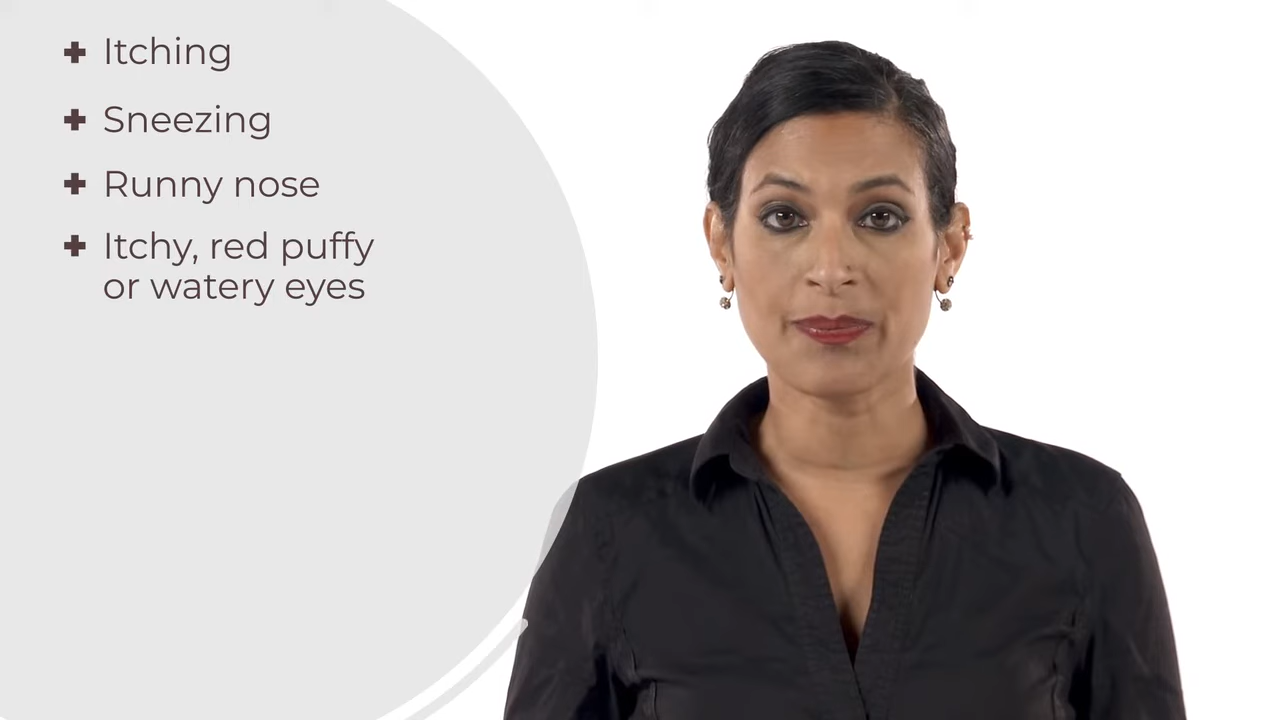 Itching
Sneezing
Runny nose
Itchy, red puffy
or watery eyes